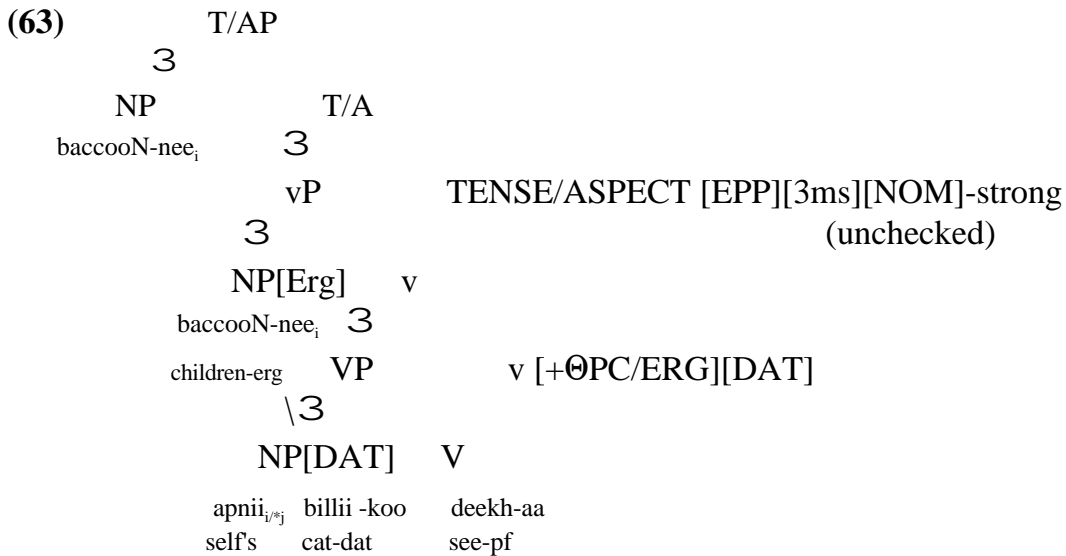 (63) T/AP
3
NP T/A
baccooN-neeᵢ 3
vP TENSE/ASPECT [EPP][3ms][NOM]-strong
3 (unchecked)
NP[Erg] v
baccooN-neeᵢ 3
children-erg VP v [+ΘPC/ERG][DAT]
\3
NP[DAT] V
apniiᵢ/*ⱼ billii -koo deekh-aa
self's cat-dat see-pf